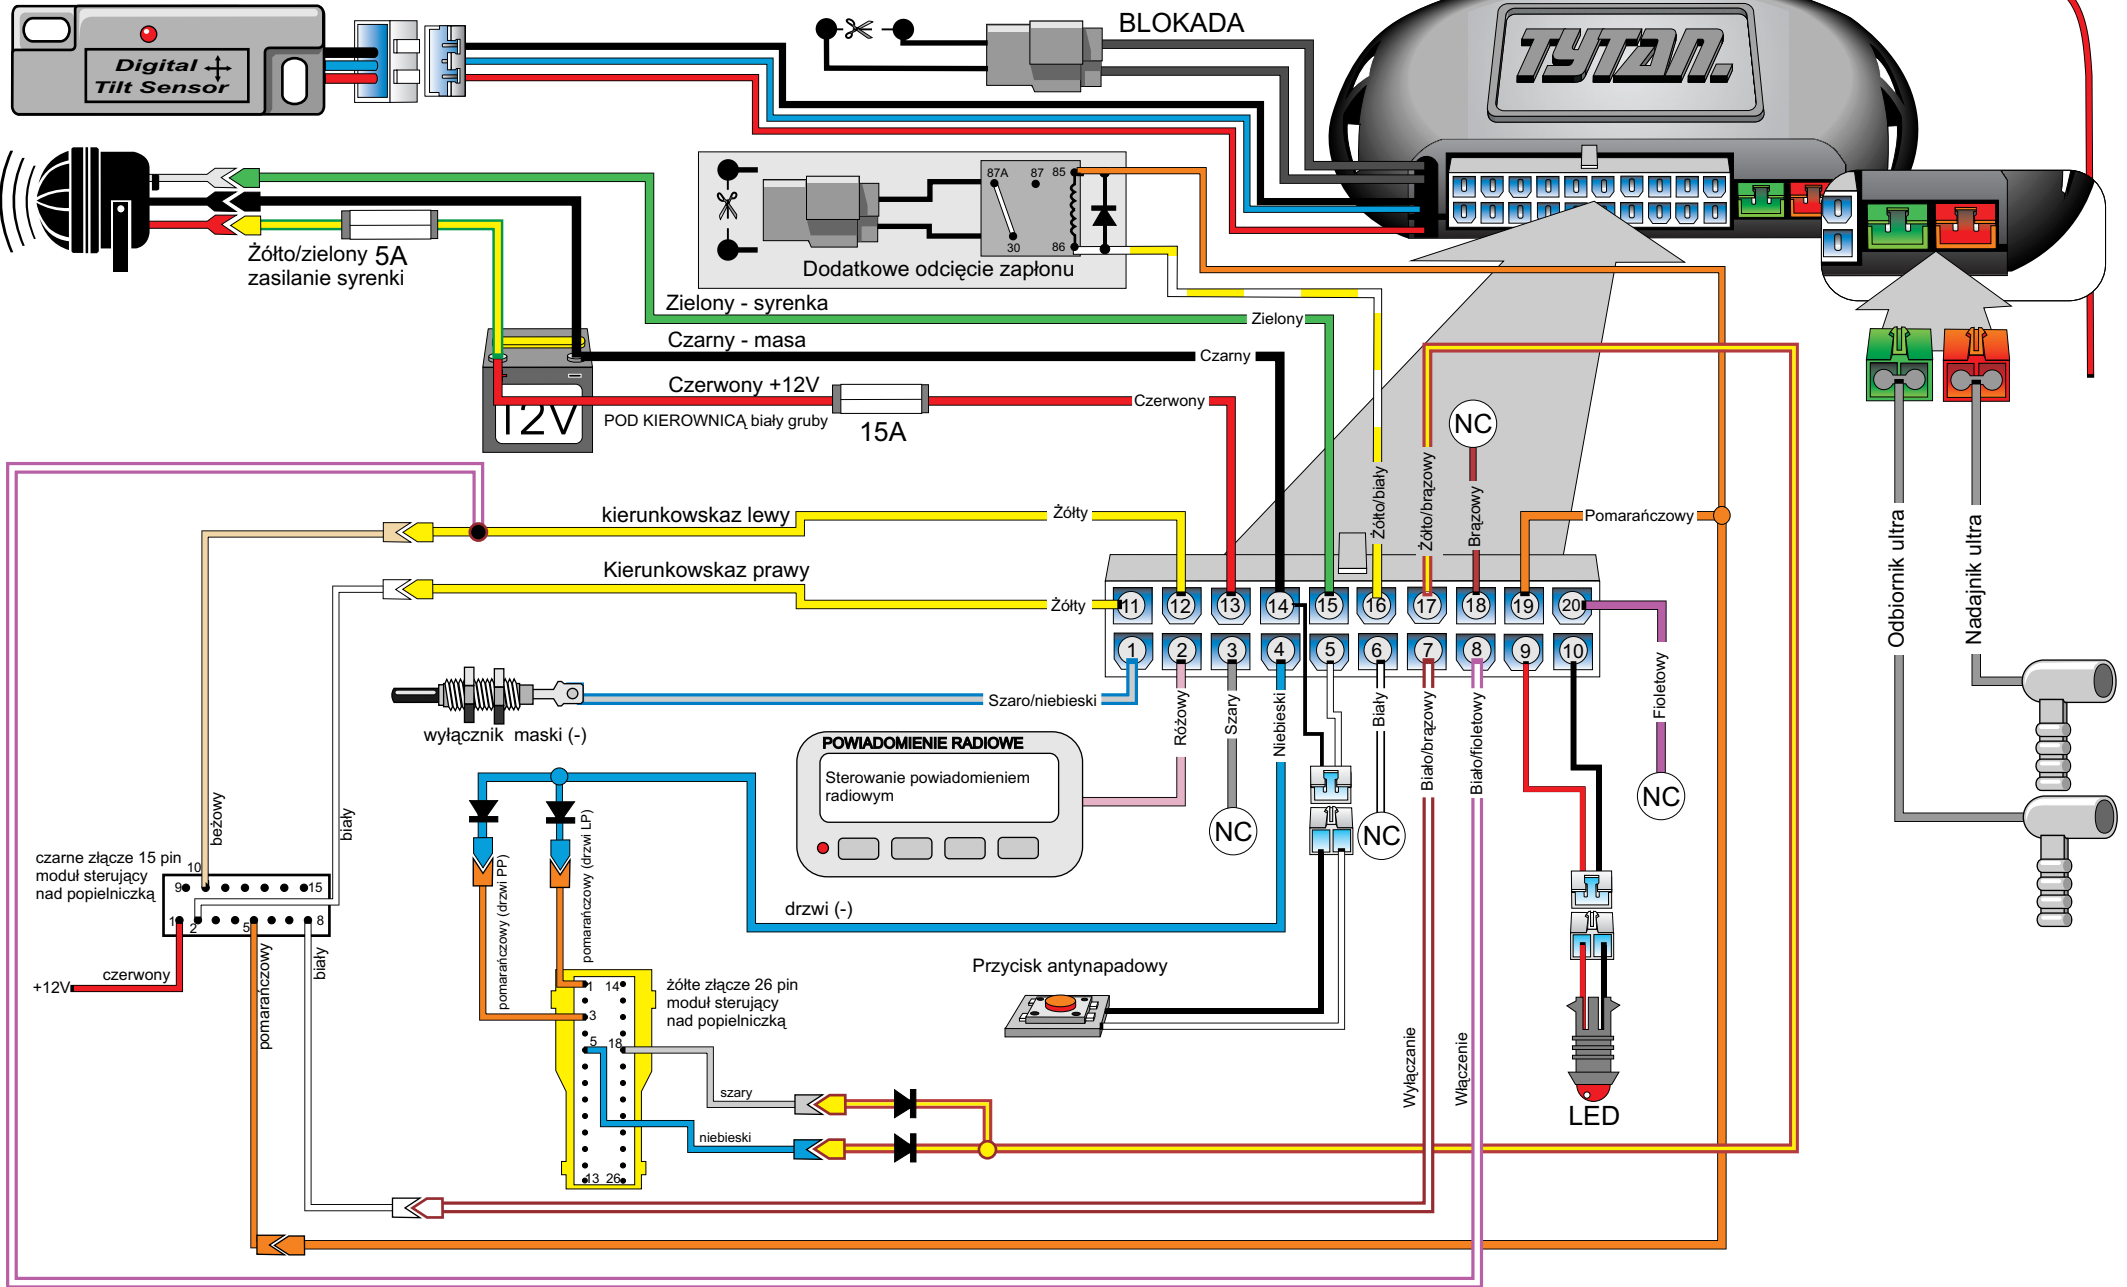 Digital
Tilt Sensor
BLOKADA
TYTAN.
Żółto/zielony 5A
zasilanie syrenki
87A
87
85
30
86
Dodatkowe odcięcie zapłonu
Zielony - syrenka
Zielony
Czarny - masa
Czarny
Czerwony +12V
Czerwony
POD KIEROWNICĄ biały gruby
15A
12V
NC
kierunkowskaz lewy
Żółty
Kierunkowskaz prawy
Żółty
Żółto/biały
Żółto/brązowy
Brązowy
Pomarańczowy
Odbiornik ultra
Nadajnik ultra
11 12 13 14 15 16 17 18 19 20
1 2 3 4 5 6 7 8 9 10
Szaro/niebieski
wyłącznik maski (-)
Różowy
Szary
Niebieski
Biały
Biało/brązowy
Biało/fioletowy
Fioletowy
NC
NC
NC
POWIADOMIENIE RADIOWE
Sterowanie powiadomieniem
radiowym
beżowy
biały
czarne złącze 15 pin
moduł sterujący
nad popielniczką
10
9
15
1
2
5
8
czerwony
+12V
pomarańczowy
biały
pomarańczowy (drzwi PP)
pomarańczowy (drzwi LP)
drzwi (-)
żółte złącze 26 pin
moduł sterujący
nad popielniczką
1 14
3
5 18
13 26
szary
niebieski
Przycisk antynapadowy
Wyłączanie
Włączenie
LED